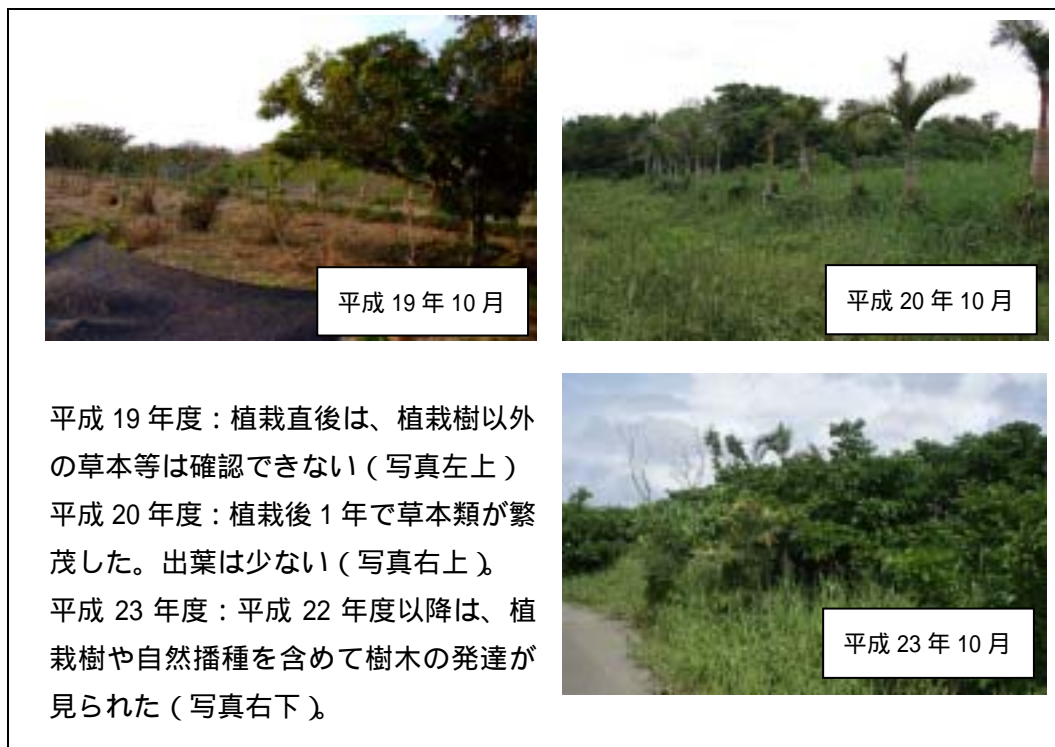 平成 19 年 10 月
平成 20 年 10 月
平成 19 年度：植栽直後は、植栽樹以外
の草本等は確認できない（写真左上）
平成 20 年度：植栽後 1 年で草本類が繁
茂した。出葉は少ない（写真右上）。
平成 23 年度：平成 22 年度以降は、植
栽樹や自然播種を含めて樹木の発達が
見られた（写真右下）。
平成 23 年 10 月